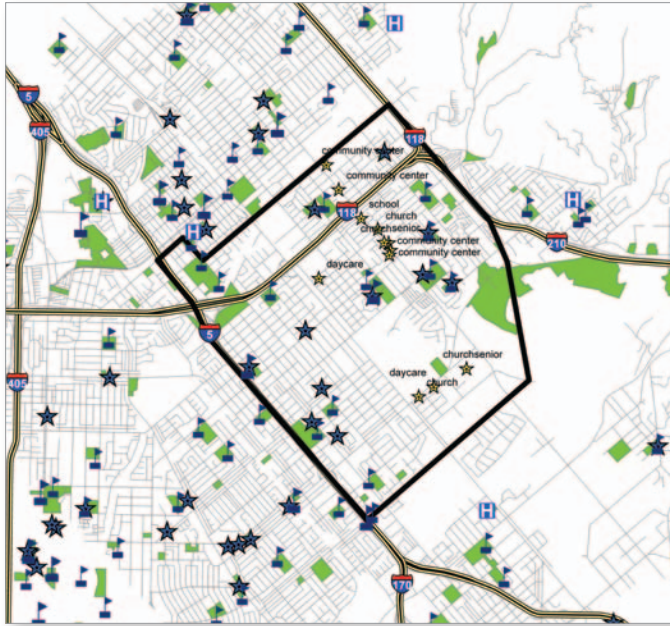 H
5
405
118
community center
community center
H
H
school
118
church
churchsenior
H
community center
210
community center
daycare
5
churchsenior
405
daycare
church
H
170